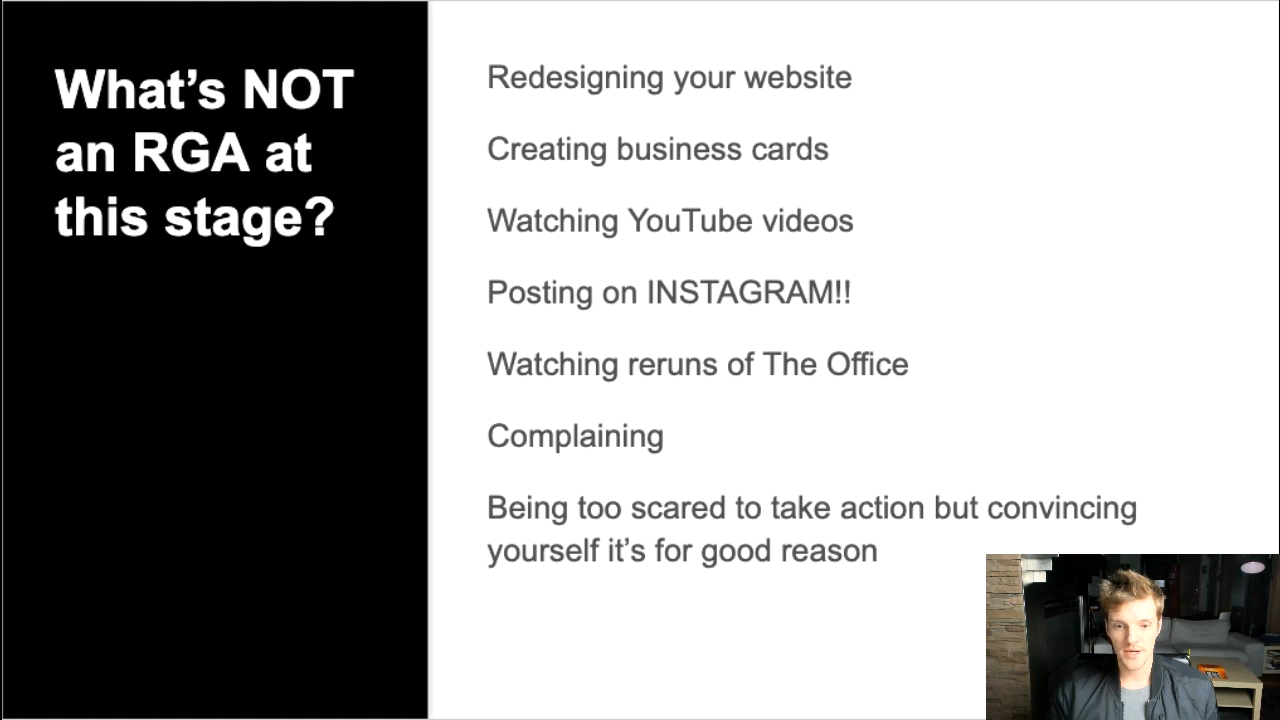 What’s NOT
an RGA at
this stage?
Redesigning your website
Creating business cards
Watching YouTube videos
Posting on INSTAGRAM!!
Watching reruns of The Office
Complaining
Being too scared to take action but convincing
yourself it’s for good reason